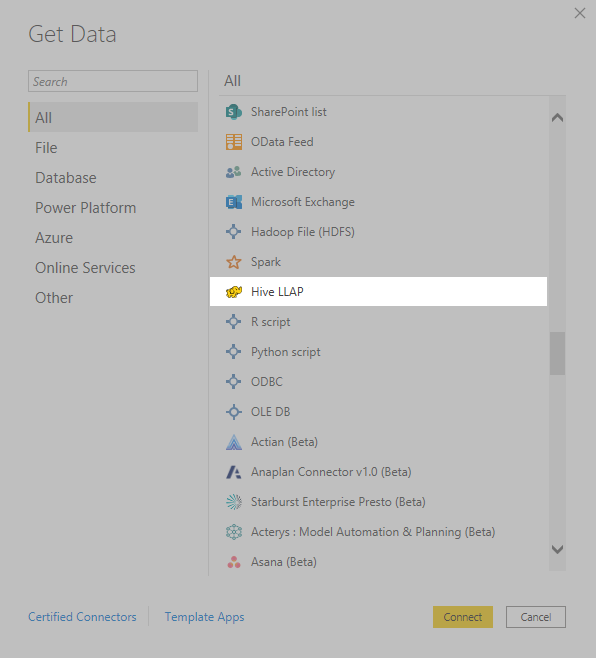 Get Data
Search
All
File
Database
Power Platform
Azure
Online Services
Other
All
SharePoint list
OData Feed
Active Directory
Microsoft Exchange
Hadoop File (HDFS)
Spark
Hive LLAP
R script
Python script
ODBC
OLE DB
Actian (Beta)
Anaplan Connector v1.0 (Beta)
Starburst Enterprise Presto (Beta)
Acterys : Model Automation & Planning (Beta)
Asana (Beta)
Certified Connectors
Template Apps
Connect
Cancel